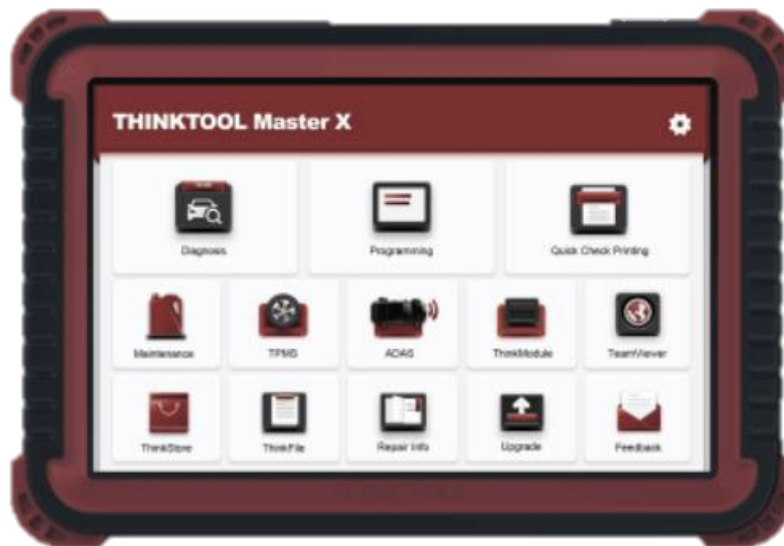 THINKTOOL Master X
Diagnosis
Programming
Quick Check Printing
Maintenance
TPMS
ADAS
ThinkModule
TeamViewer
ThinkStore
ThinkFile
Repair Info
Upgrade
Feedback